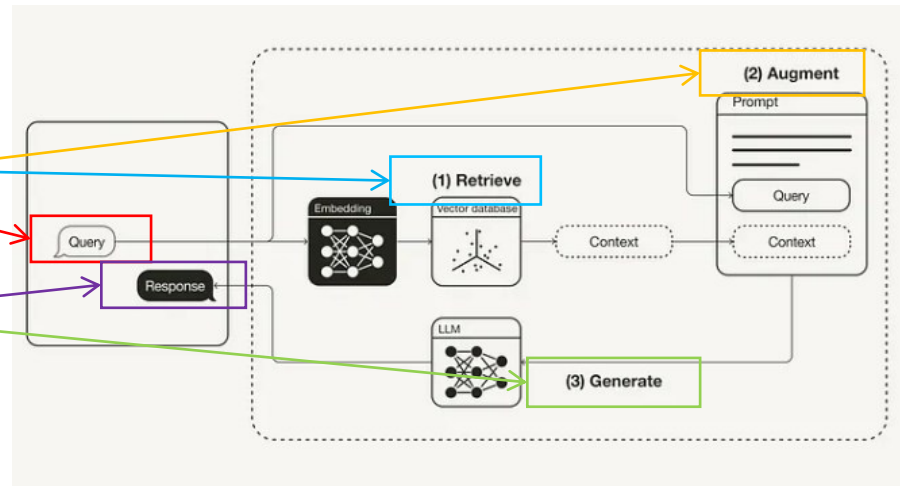 (2) Augment
Prompt
(1) Retrieve
Query
Embedding
Vector database
Query
Context
Context
Response
LLM
(3) Generate